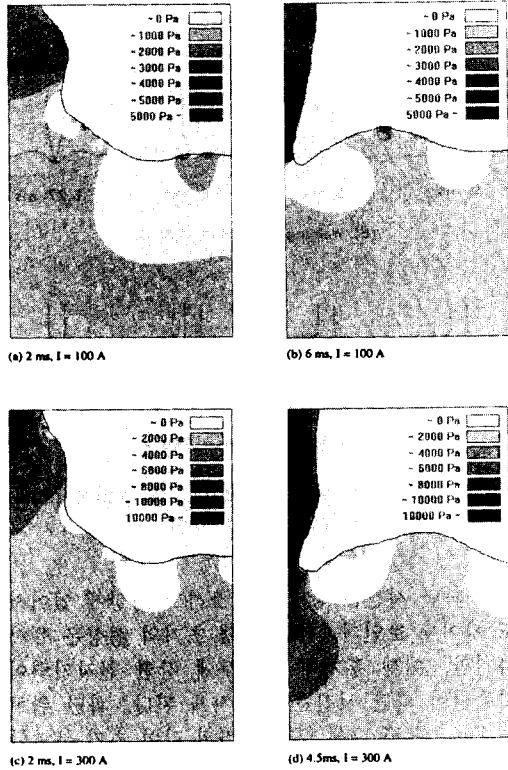 ~ 0 Pa
~ 1000 Pa
~ 2000 Pa
~ 3000 Pa
~ 4000 Pa
~ 5000 Pa
5000 Pa ~
(a) 2 ms, I = 100 A
~ 0 Pa
~ 1000 Pa
~ 2000 Pa
~ 3000 Pa
~ 4000 Pa
~ 5000 Pa
5000 Pa ~
(b) 6 ms, I = 100 A
~ 0 Pa
~ 2000 Pa
~ 4000 Pa
~ 6000 Pa
~ 8000 Pa
~ 10000 Pa
10000 Pa ~
(c) 2 ms, I = 300 A
~ 0 Pa
~ 2000 Pa
~ 4000 Pa
~ 6000 Pa
~ 8000 Pa
~ 10000 Pa
10000 Pa ~
(d) 4.5ms, I = 300 A